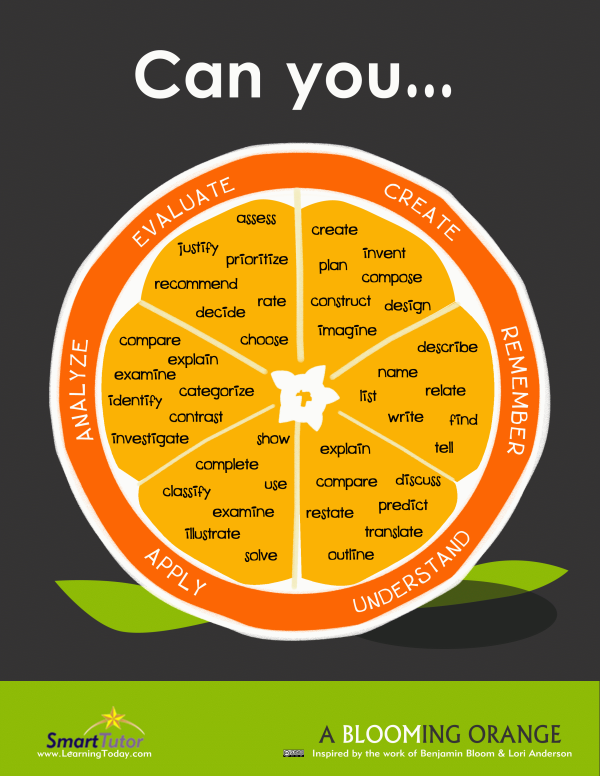 Can you...
EVALUATE
assess
justify
prioritize
recommend
rate
decide
choose
CREATE
create
invent
plan
compose
construct
design
imagine
REMEMBER
describe
name
relate
list
write
find
tell
UNDERSTAND
explain
compare
discuss
predict
restate
translate
outline
APPLY
show
complete
use
classify
examine
illustrate
solve
ANALYZE
compare
explain
examine
categorize
identify
contrast
investigate
SmartTutor
www.LearningToday.com
A BLOOMING ORANGE
Inspired by the work of Benjamin Bloom & Lori Anderson